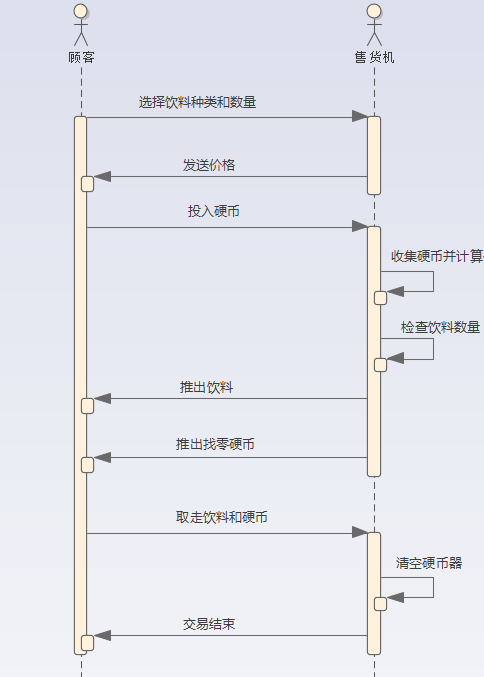 顾客
售货机
选择饮料种类和数量
发送价格
投入硬币
收集硬币并计算
检查饮料数量
推出饮料
推出找零硬币
取走饮料和硬币
清空硬币器
交易结束